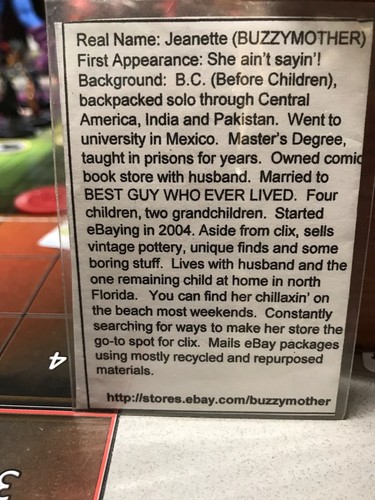 Real Name: Jeanette (BUZZYMOTHER)
First Appearance: She ain't sayin'!
Background: B.C. (Before Children),
backpacked solo through Central
America, India and Pakistan. Went to
university in Mexico. Master's Degree,
taught in prisons for years. Owned comic
book store with husband. Married to
BEST GUY WHO EVER LIVED. Four
children, two grandchildren. Started
eBaying in 2004. Aside from clix, sells
vintage pottery, unique finds and some
boring stuff. Lives with husband and the
one remaining child at home in north
Florida. You can find her chillaxin' on
the beach most weekends. Constantly
searching for ways to make her store the
go-to spot for clix. Mails eBay packages
using mostly recycled and repurposed
materials.
http://stores.ebay.com/buzzymother
4
3